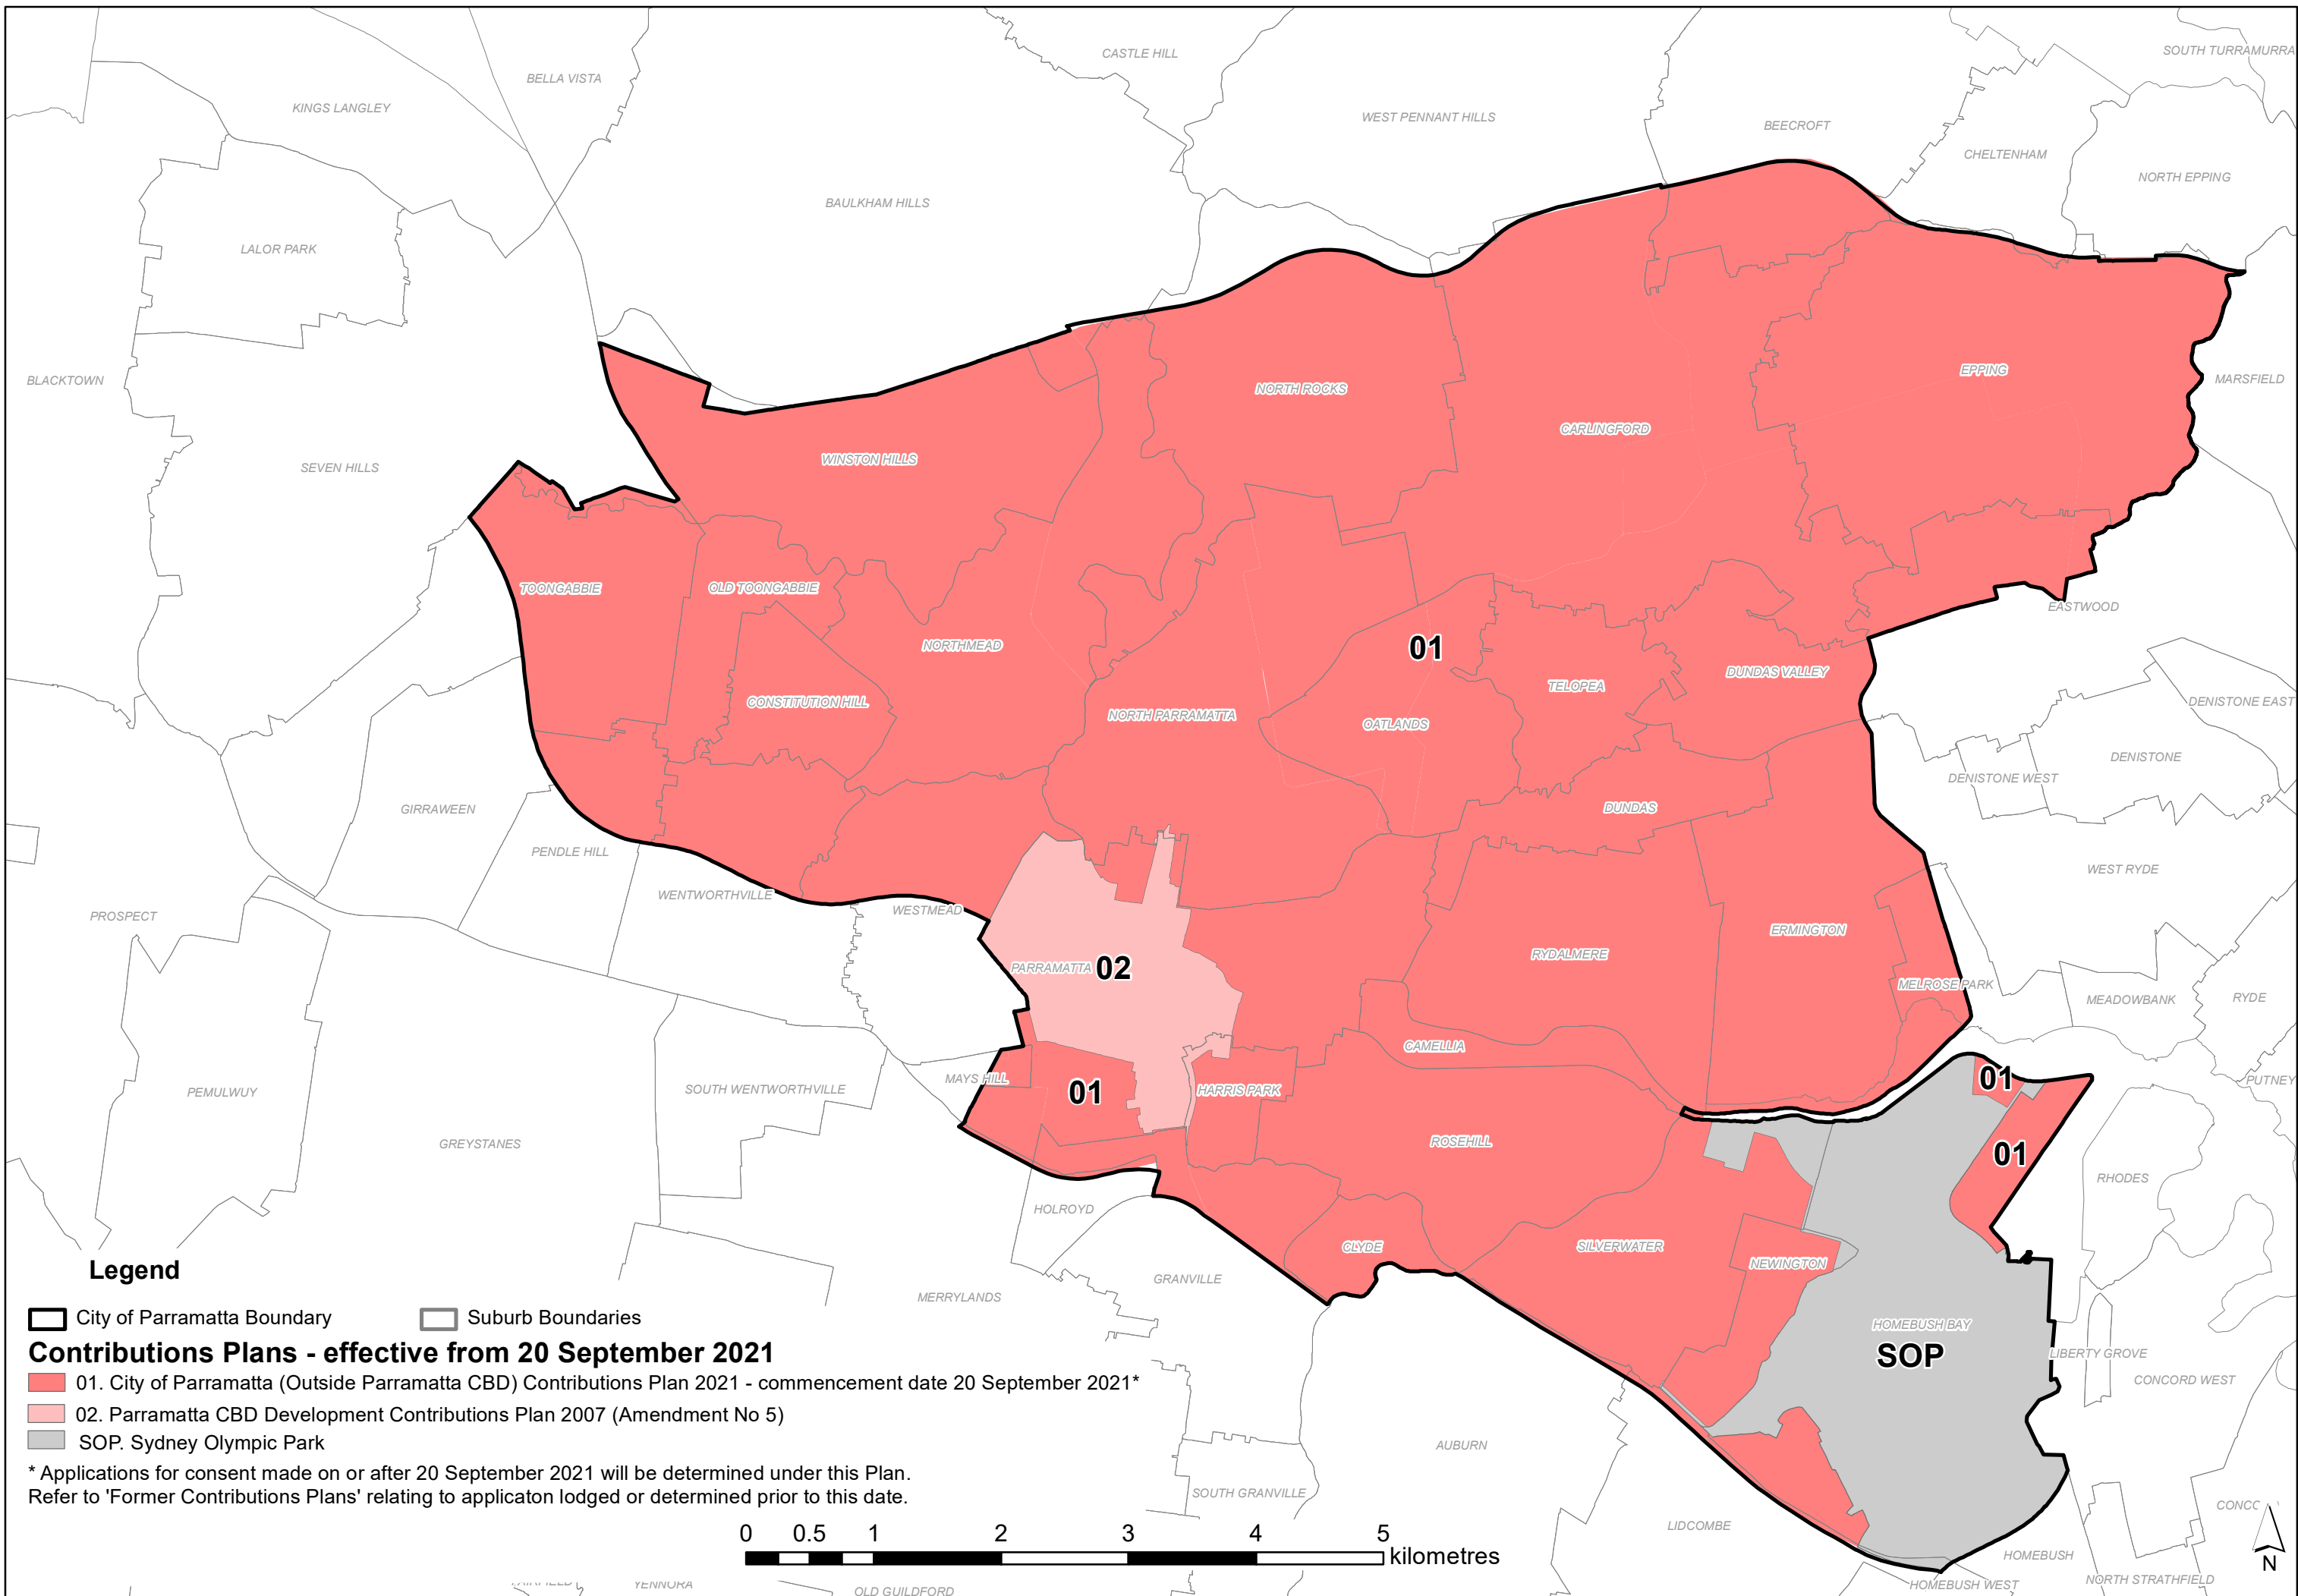 SOUTH TURRAMURRA
CASTLE HILL
BELLA VISTA
KINGS LANGLEY
WEST PENNANT HILLS
BEECROFT
CHELTENHAM
NORTH EPPING
BAULKHAM HILLS
LALOR PARK
BLACKTOWN
NORTH ROCKS
EPPING
MARSFIELD
CARLINGFORD
SEVEN HILLS
WINSTON HILLS
TOONGABBIE
OLD TOONGABBIE
EASTWOOD
NORTHMEAD
01
TELOPEA
DUNDAS VALLEY
CONSTITUTION HILL
NORTH PARRAMATTA
OATLANDS
DENISTONE EAST
DENISTONE
DENISTONE WEST
GIRRAWEEN
DUNDAS
PENDLE HILL
WEST RYDE
WENTWORTHVILLE
WESTMEAD
PROSPECT
ERMINGTON
RYDALMERE
PARRAMATTA 02
MELROSE PARK
MEADOWBANK
RYDE
CAMELLIA
MAYS HILL
01
HARRIS PARK
01
PUTNEY
PEMULWUY
SOUTH WENTWORTHVILLE
GREYSTANES
ROSEHILL
01
RHODES
HOLROYD
CLYDE
SILVERWATER
NEWINGTON
GRANVILLE
MERRYLANDS
HOMEBUSH BAY
SOP
LIBERTY GROVE
CONCORD WEST
AUBURN
SOUTH GRANVILLE
LIDCOMBE
CONCO
HOMEBUSH
HOMEBUSH WEST
NORTH STRATHFIELD
YENNORA
OLD GUILDFORD
Legend
City of Parramatta Boundary
Suburb Boundaries
Contributions Plans - effective from 20 September 2021
01. City of Parramatta (Outside Parramatta CBD) Contributions Plan 2021 - commencement date 20 September 2021*
02. Parramatta CBD Development Contributions Plan 2007 (Amendment No 5)
SOP. Sydney Olympic Park
* Applications for consent made on or after 20 September 2021 will be determined under this Plan.
Refer to 'Former Contributions Plans' relating to applicaton lodged or determined prior to this date.
0 0.5 1 2 3 4 5
kilometres
N